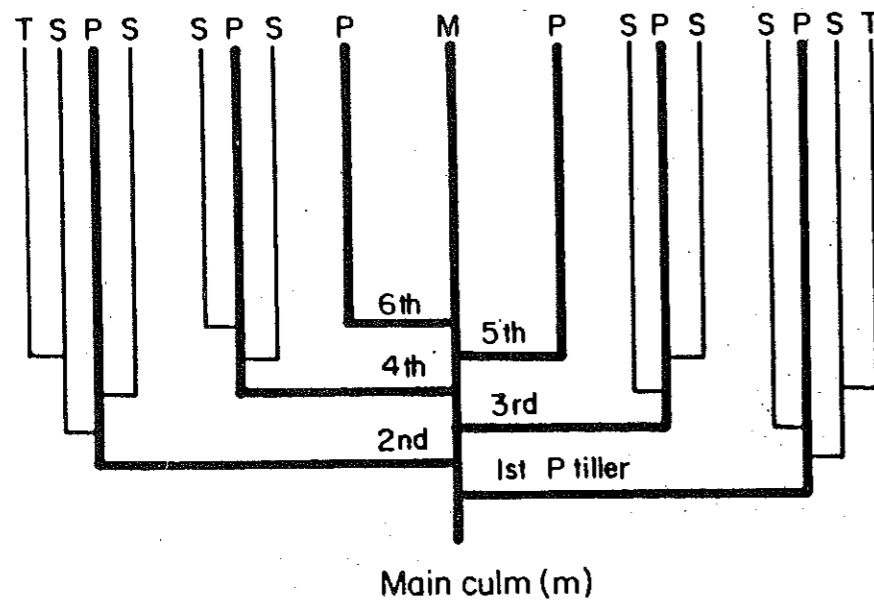 T S P S S P S P M P S P S S P S T
6th
5th
4th
3rd
2nd
1st P tiller
Main culm (m)